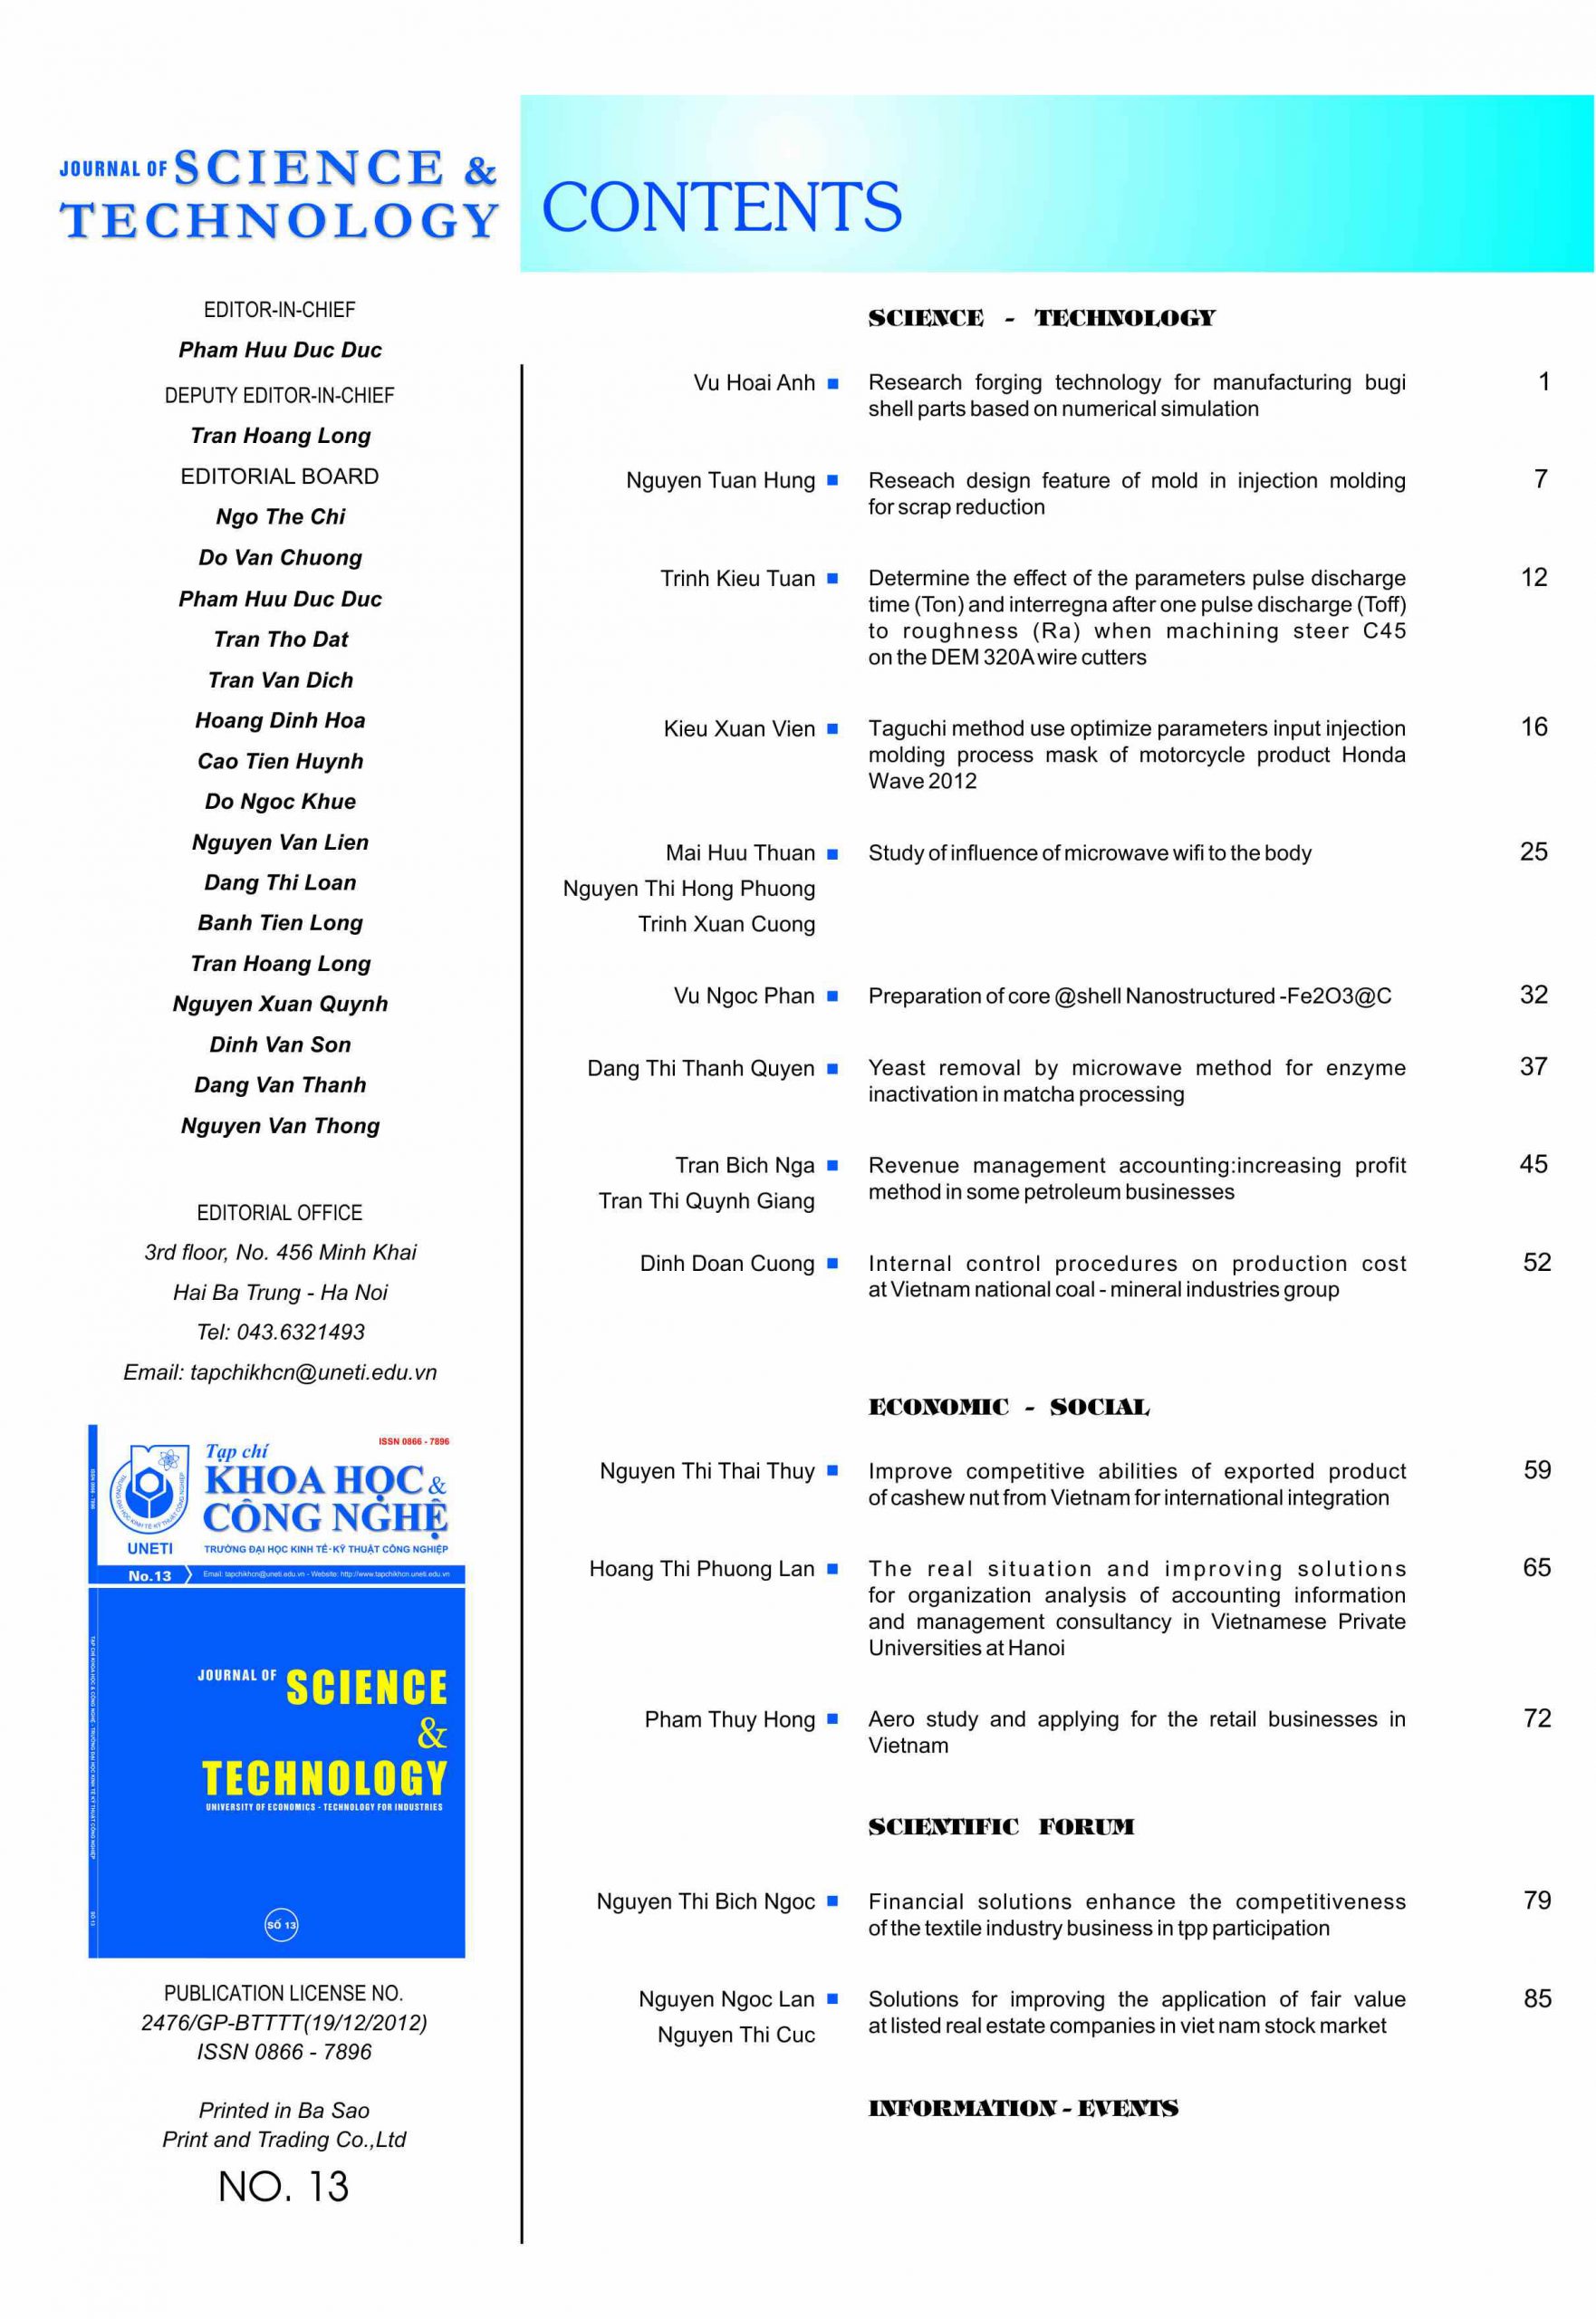 JOURNAL OF SCIENCE &
TECHNOLOGY
CONTENTS
EDITOR-IN-CHIEF
Pham Huu Duc Duc
DEPUTY EDITOR-IN-CHIEF
Tran Hoang Long
EDITORIAL BOARD
Ngo The Chi
Do Van Chuong
Pham Huu Duc Duc
Tran Tho Dat
Tran Van Dich
Hoang Dinh Hoa
Cao Tien Huynh
Do Ngoc Khue
Nguyen Van Lien
Dang Thi Loan
Banh Tien Long
Tran Hoang Long
Nguyen Xuan Quynh
Dinh Van Son
Dang Van Thanh
Nguyen Van Thong
EDITORIAL OFFICE
3rd floor, No. 456 Minh Khai
Hai Ba Trung - Ha Noi
Tel: 043.6321493
Email: tapchikhcn@uneti.edu.vn
ISSN 0866 - 7896
Tạp chí
KHOA HỌC &
CÔNG NGHỆ
UNETI
TRƯỜNG ĐẠI HỌC KINH TẾ - KỸ THUẬT CÔNG NGHIỆP
No.13
Email: tapchikhcn@uneti.edu.vn - Website: http://www.tapchikhcn.uneti.edu.vn
ISSN 0866 - 7896
TẠP CHÍ KHOA HỌC & CÔNG NGHỆ - TRƯỜNG ĐẠI HỌC KINH TẾ KỸ THUẬT CÔNG NGHIỆP
SỐ 13
JOURNAL OF SCIENCE
&
TECHNOLOGY
UNIVERSITY OF ECONOMICS - TECHNOLOGY FOR INDUSTRIES
SỐ 13
PUBLICATION LICENSE NO.
2476/GP-BTTTT(19/12/2012)
ISSN 0866 - 7896
Printed in Ba Sao
Print and Trading Co.,Ltd
NO. 13
SCIENCE - TECHNOLOGY
Vu Hoai Anh ■ Research forging technology for manufacturing bugi 1
shell parts based on numerical simulation
Nguyen Tuan Hung ■ Reseach design feature of mold in injection molding 7
for scrap reduction
Trinh Kieu Tuan ■ Determine the effect of the parameters pulse discharge 12
time (Ton) and interregna after one pulse discharge (Toff)
to roughness (Ra) when machining steer C45
on the DEM 320A wire cutters
Kieu Xuan Vien ■ Taguchi method use optimize parameters input injection 16
molding process mask of motorcycle product Honda
Wave 2012
Mai Huu Thuan ■ Study of influence of microwave wifi to the body 25
Nguyen Thi Hong Phuong
Trinh Xuan Cuong
Vu Ngoc Phan ■ Preparation of core @shell Nanostructured -Fe2O3@C 32
Dang Thi Thanh Quyen ■ Yeast removal by microwave method for enzyme 37
inactivation in matcha processing
Tran Bich Nga ■ Revenue management accounting:increasing profit 45
Tran Thi Quynh Giang method in some petroleum businesses
Dinh Doan Cuong ■ Internal control procedures on production cost 52
at Vietnam national coal - mineral industries group
ECONOMIC - SOCIAL
Nguyen Thi Thai Thuy ■ Improve competitive abilities of exported product 59
of cashew nut from Vietnam for international integration
Hoang Thi Phuong Lan ■ The real situation and improving solutions 65
for organization analysis of accounting information
and management consultancy in Vietnamese Private
Universities at Hanoi
Pham Thuy Hong ■ Aero study and applying for the retail businesses in 72
Vietnam
SCIENTIFIC FORUM
Nguyen Thi Bich Ngoc ■ Financial solutions enhance the competitiveness 79
of the textile industry business in tpp participation
Nguyen Ngoc Lan ■ Solutions for improving the application of fair value 85
Nguyen Thi Cuc at listed real estate companies in viet nam stock market
INFORMATION - EVENTS